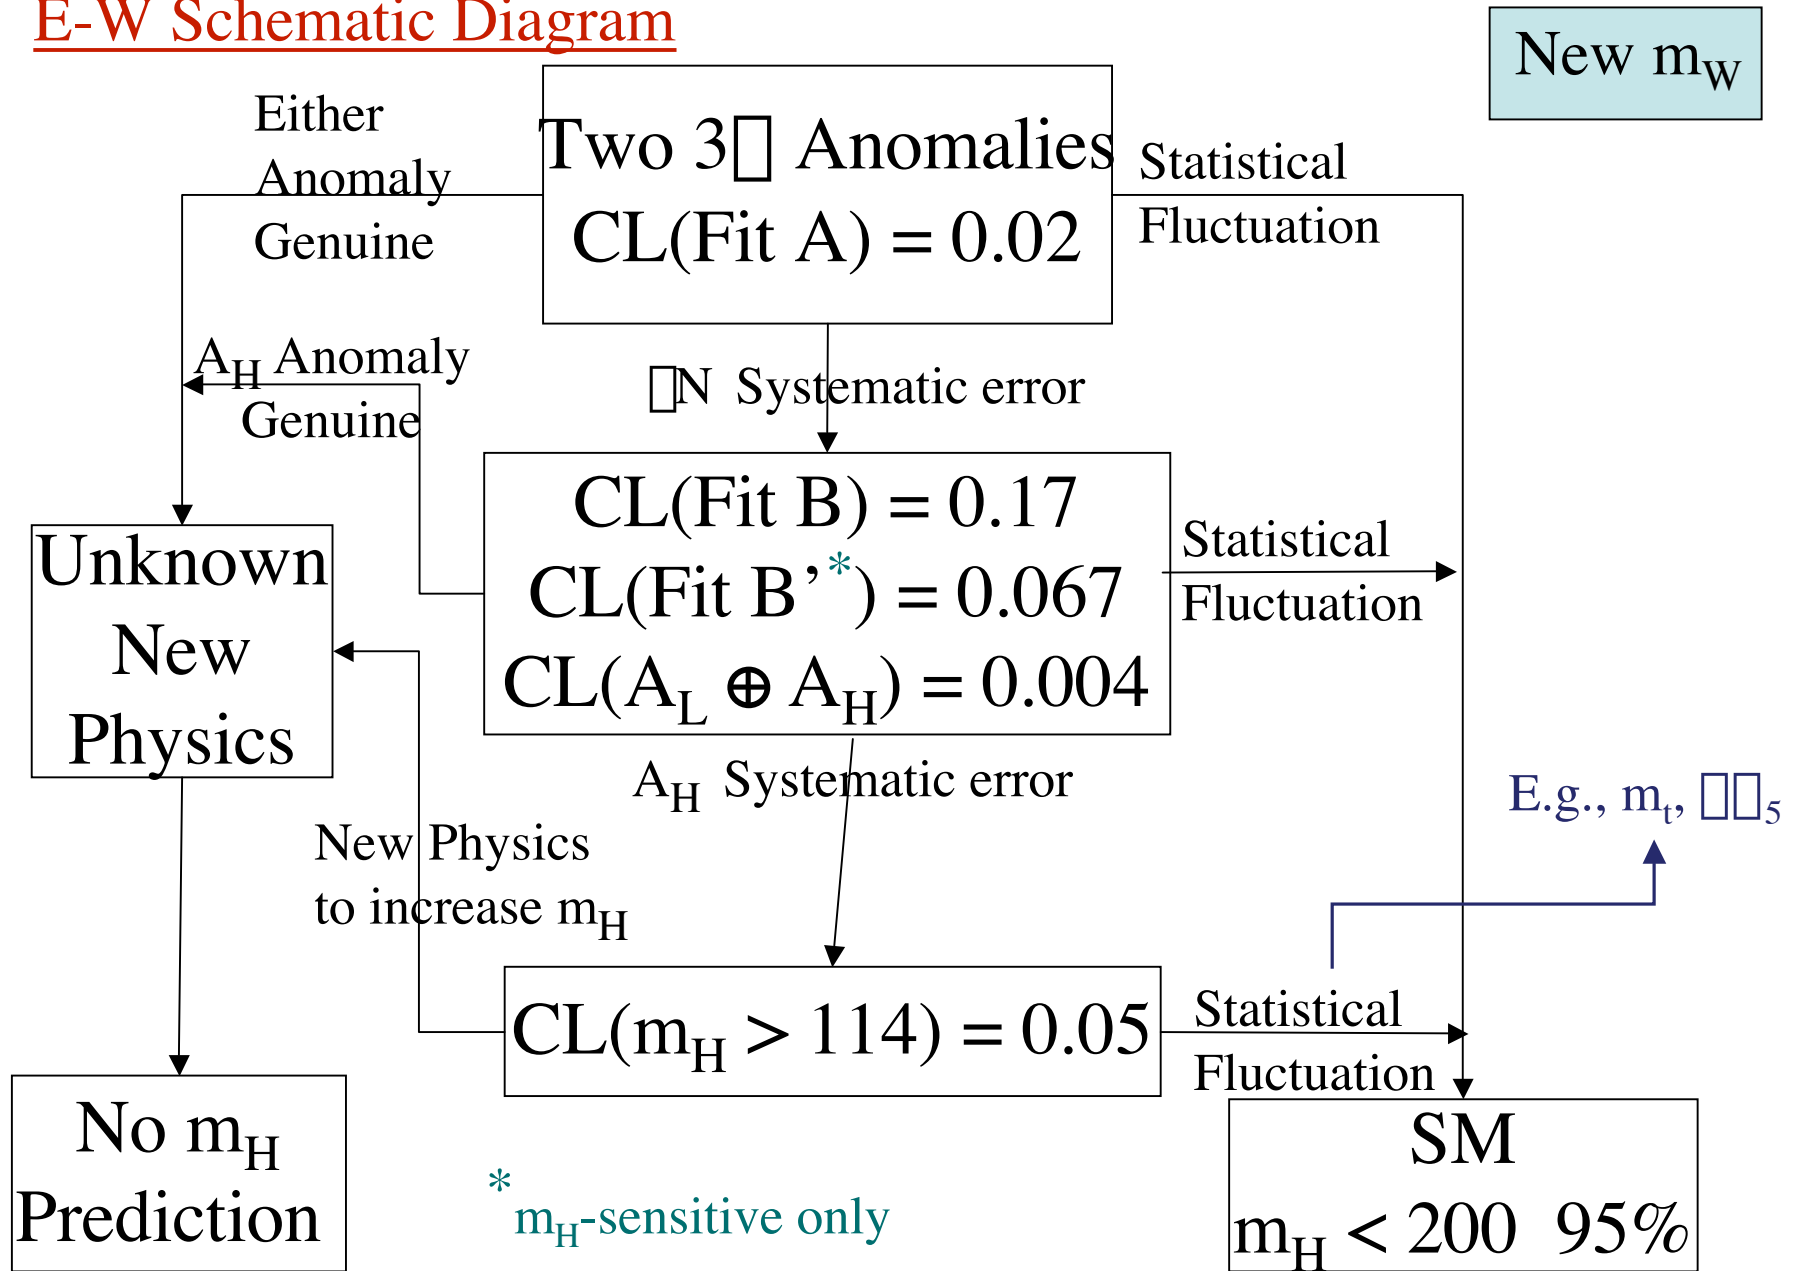 E-W Schematic Diagram
New mW
Either
Anomaly
Genuine
Two 3□ Anomalies
CL(Fit A) = 0.02
Statistical
Fluctuation
AH Anomaly
Genuine
□N Systematic error
CL(Fit B) = 0.17
CL(Fit B’*) = 0.067
CL(AL ⊕ AH) = 0.004
Statistical
Fluctuation
Unknown
New
Physics
AH Systematic error
E.g., mt, □□5
New Physics
to increase mH
CL(mH > 114) = 0.05
Statistical
Fluctuation
No mH
Prediction
*mH-sensitive only
SM
mH < 200 95%